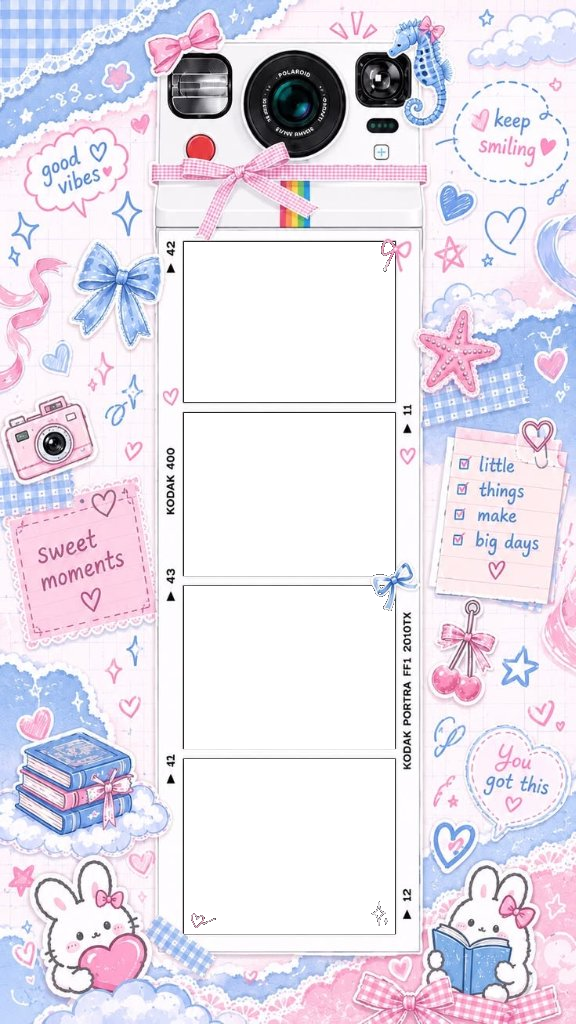 POLAROID
good
vibes
keep
smiling
42
11
KODAK 400
little
things
make
big days
sweet
moments
43
KODAK PORTRA FF1 2010TX
You
got this
42
12